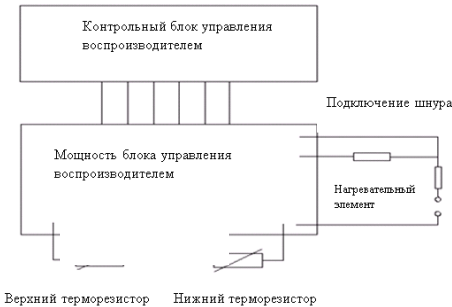 Контрольный блок управления
воспроизводителем
Подключение шнура
Мощность блока управления
воспроизводителем
Нагревательный
элемент
Верхний терморезистор
Нижний терморезистор